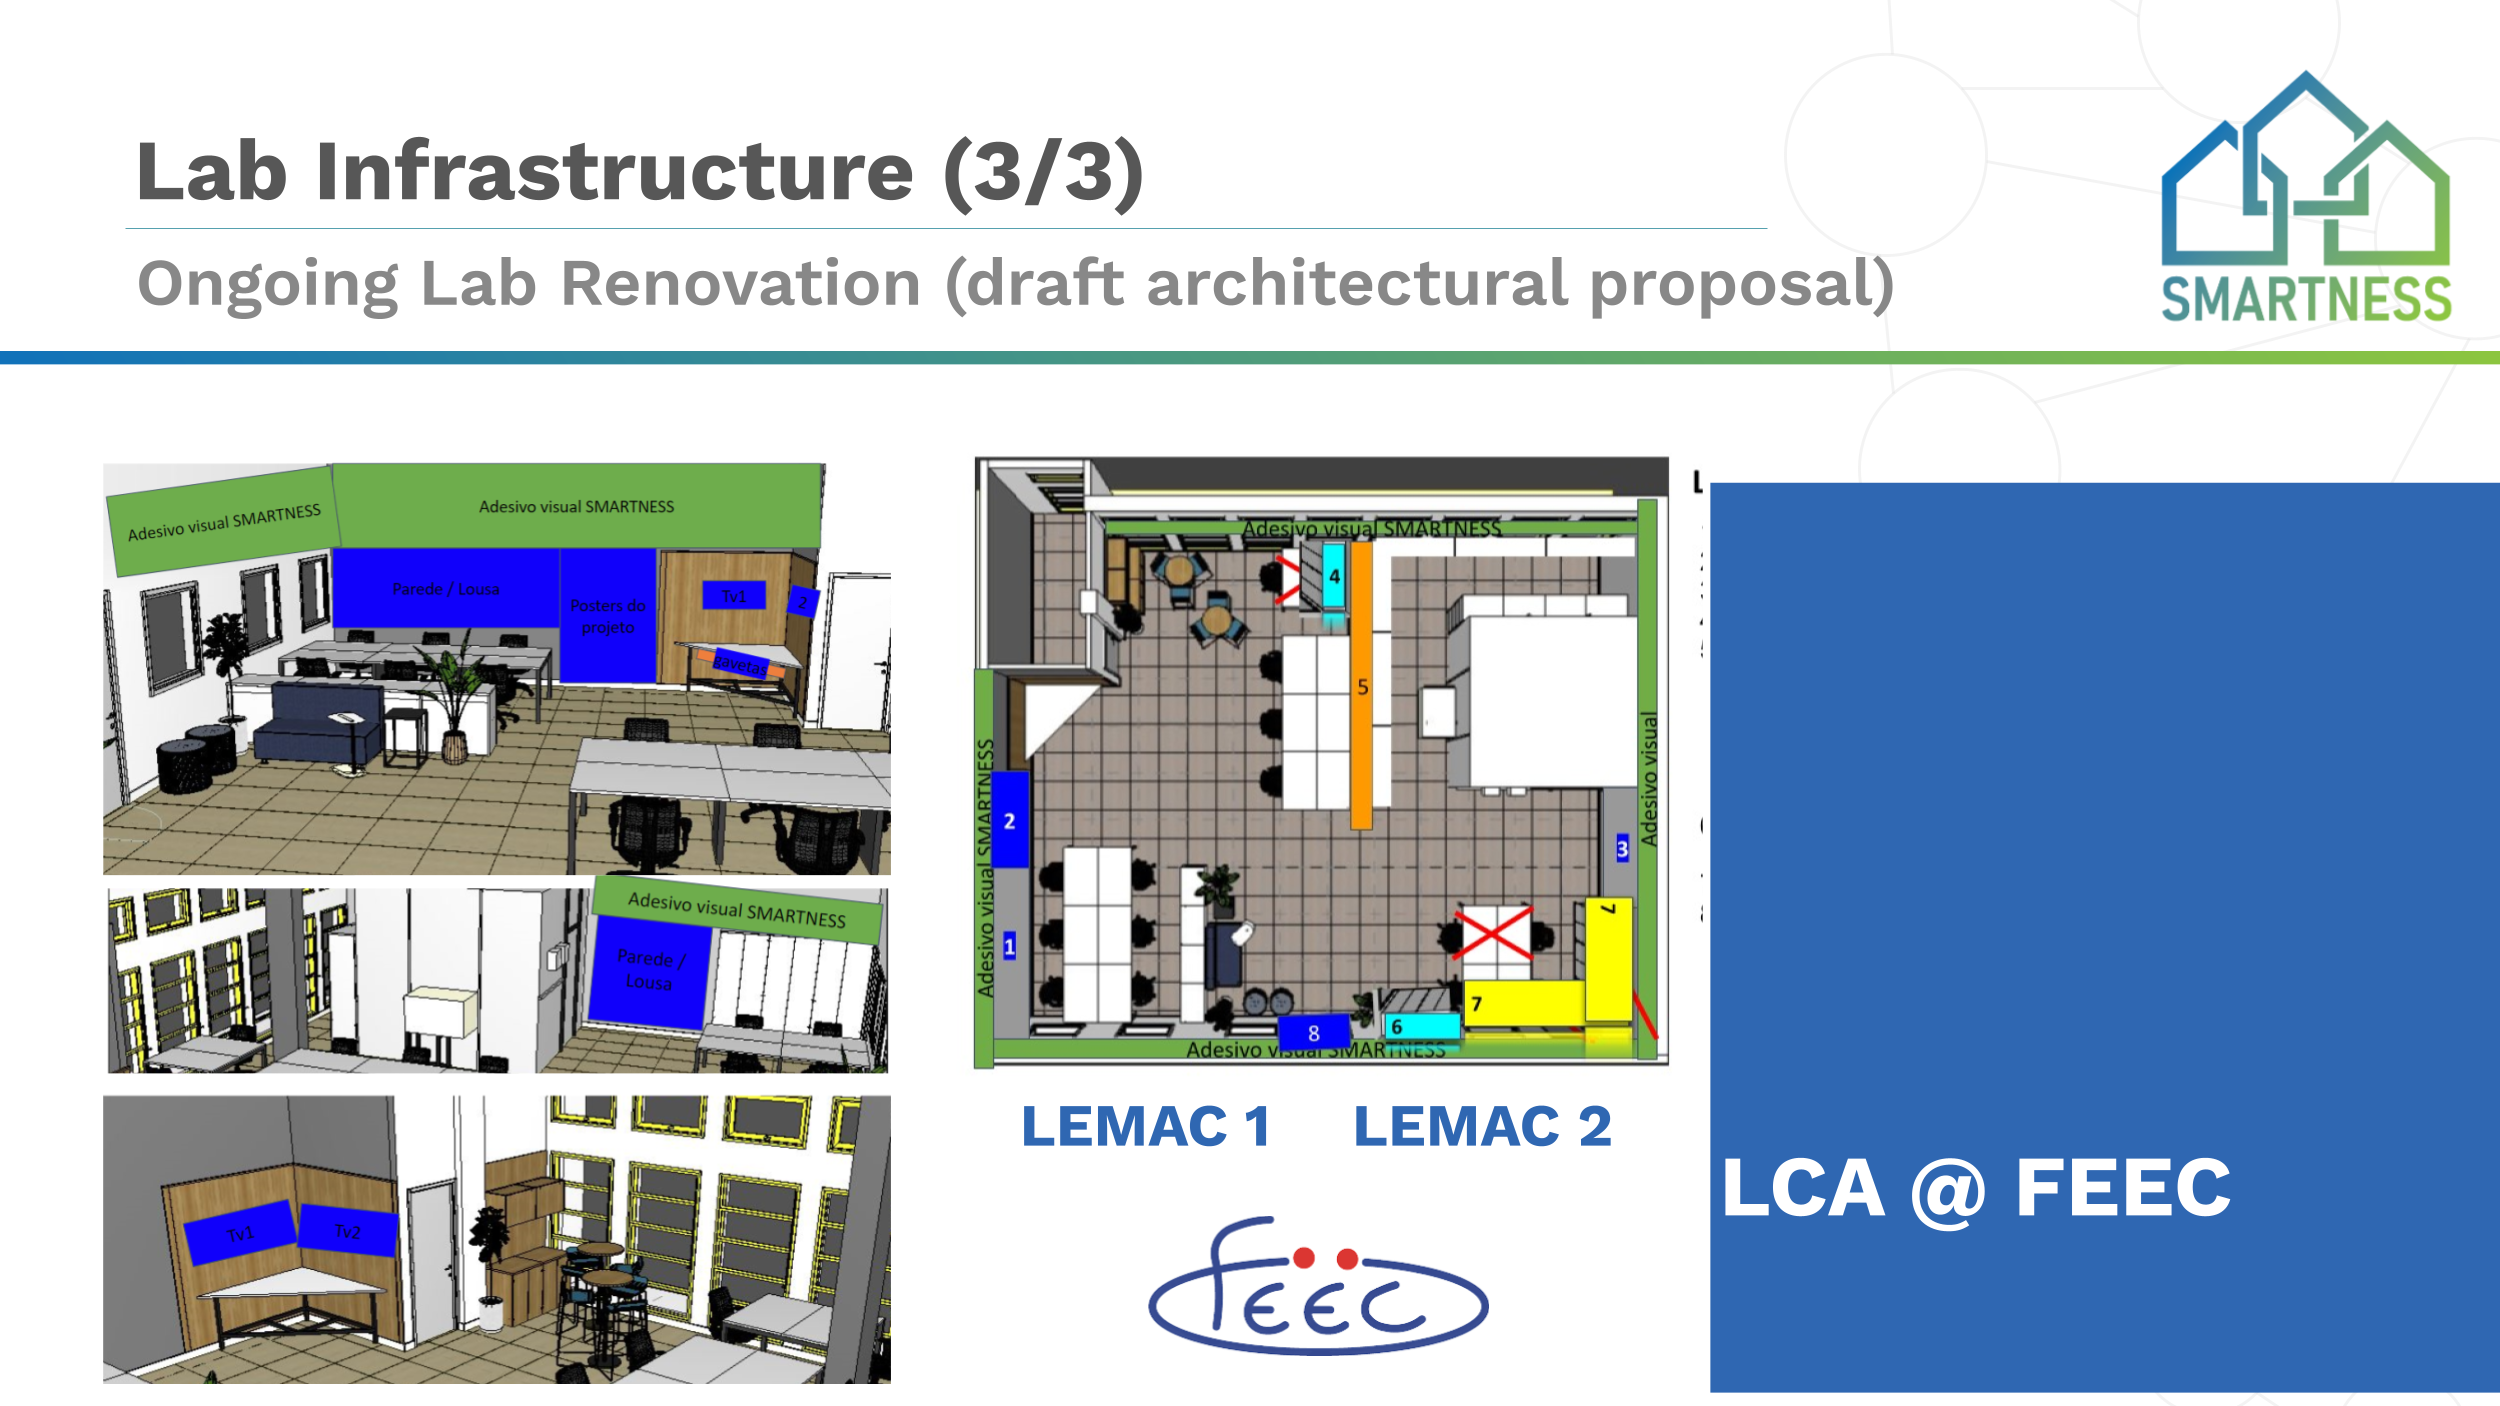 Lab Infrastructure (3/3)
Ongoing Lab Renovation (draft architectural proposal)
SMARTNESS
Adesivo visual SMARTNESS
Adesivo visual SMARTNESS
Parede / Lousa
Posters do
projeto
Tv1
2
gavetas
Adesivo visual SMARTNESS
Parede /
Lousa
Tv1
Tv2
Adesivo visual SMARTNESS
4
5
Adesivo visual SMARTNESS
2
1
Adesivo visual
3
7
7
6
8
Adesivo visual SMARTNESS
LEMAC 1
LEMAC 2
FEEC
LCA @ FEEC